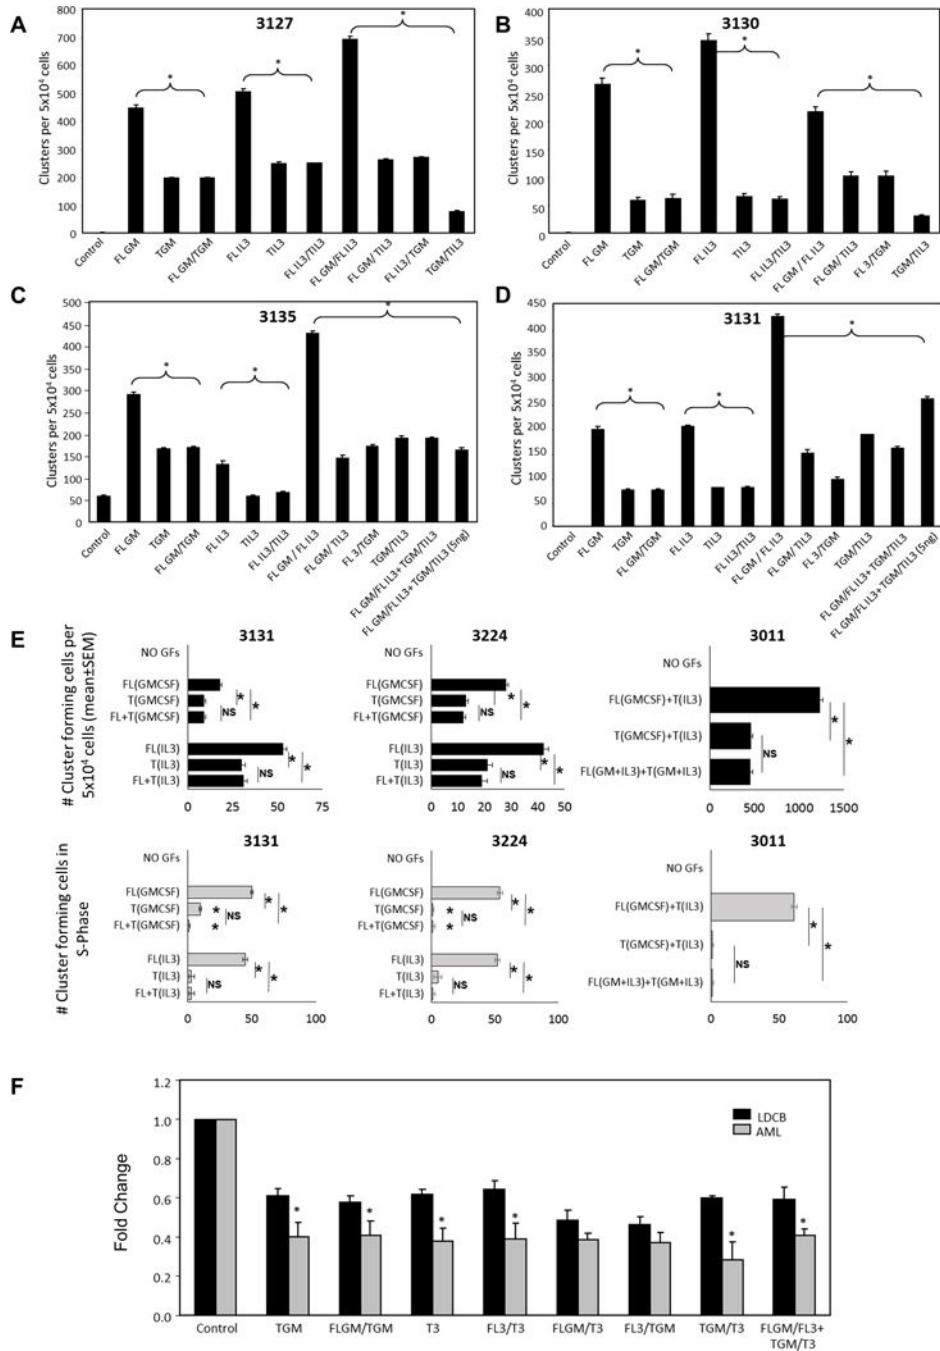 A
3127
Clusters per 5x10⁴ cells
800
700
600
500
400
300
200
100
0
*
*
*
Control
FL GM
TGM
FL GM/TGM
FL IL3
TIL3
FL IL3/TIL3
FL GM/FL IL3
FL GM/TIL3
FL IL3/TGM
TGM/TIL3
B
3130
Clusters per 5x10⁴ cells
400
350
300
250
200
150
100
50
0
*
*
*
Control
FL GM
TGM
FL GM/TGM
FL IL3
TIL3
FL IL3/TIL3
FL GM / FL IL3
FL GM/TIL3
FL 3/TGM
TGM/TIL3
C
3135
Clusters per 5x10⁴ cells
500
450
400
350
300
250
200
150
100
50
0
*
*
*
Control
FL GM
TGM
FL GM/TGM
FL IL3
TIL3
FL IL3/TIL3
FL GM / FL IL3
FL GM/TIL3
FL 3/TGM
TGM/TIL3
FL GM/FL IL3+ TGM/TIL3
FL GM/FL IL3+ TGM/TIL3 (5ng)
D
3131
Clusters per 5x10⁴ cells
450
400
350
300
250
200
150
100
50
0
*
*
*
Control
FL GM
TGM
FL GM/TGM
FL IL3
TIL3
FL IL3/TIL3
FL GM / FL IL3
FL GM/TIL3
FL 3/TGM
TGM/TIL3
FL GM/FL IL3+ TGM/TIL3
FL GM/FL IL3+ TGM/TIL3 (5ng)
E
# Cluster forming cells per
5x10⁴ cells (mean±SEM)
3131
NO GFs
FL(GMCSF)
T(GMCSF)
FL+T(GMCSF)
NS
*
*
FL(IL3)
T(IL3)
FL+T(IL3)
NS
*
*
0 25 50 75
3224
NO GFs
FL(GMCSF)
T(GMCSF)
FL+T(GMCSF)
NS
*
*
FL(IL3)
T(IL3)
FL+T(IL3)
NS
*
*
0 10 20 30 40 50
3011
NO GFs
FL(GMCSF)+T(IL3)
T(GMCSF)+T(IL3)
FL(GM+IL3)+T(GM+IL3)
NS
*
*
0 500 1000 1500
# Cluster forming cells in
S-Phase
3131
NO GFs
FL(GMCSF)
T(GMCSF) *
FL+T(GMCSF) *
NS
*
*
FL(IL3)
T(IL3)
FL+T(IL3)
NS
*
*
0 50 100
3224
NO GFs
FL(GMCSF)
T(GMCSF) *
FL+T(GMCSF) *
NS
*
*
FL(IL3)
T(IL3)
FL+T(IL3)
NS
*
*
0 50 100
3011
NO GFs
FL(GMCSF)+T(IL3)
T(GMCSF)+T(IL3)
FL(GM+IL3)+T(GM+IL3)
NS
*
*
0 50 100
F
Fold Change
1.2
1.0
0.8
0.6
0.4
0.2
0.0
LDCB
AML
*
*
*
*
*
*
Control
TGM
FLGM/TGM
T3
FL3/T3
FLGM/T3
FL3/TGM
TGM/T3
FLGM/FL3+
TGM/T3